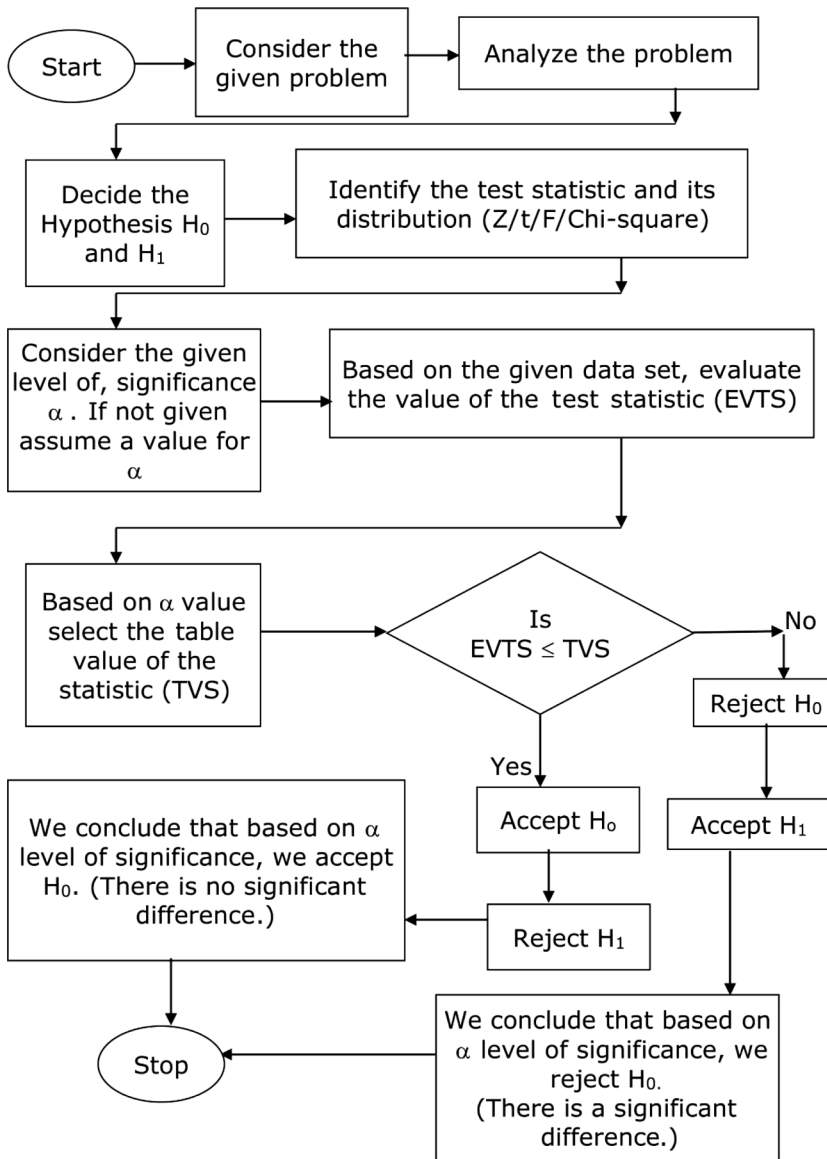 Start
Consider the
given problem
Analyze the problem
Decide the
Hypothesis H₀
and H₁
Identify the test statistic and its
distribution (Z/t/F/Chi-square)
Consider the given
level of, significance
α . If not given
assume a value for
α
Based on the given data set, evaluate
the value of the test statistic (EVTS)
Based on α value
select the table
value of the
statistic (TVS)
Is
EVTS ≤ TVS
No
Reject H₀
Accept H₁
Yes
Accept Hₒ
Reject H₁
We conclude that based on α
level of significance, we accept
H₀. (There is no significant
difference.)
We conclude that based on
α level of significance, we
reject H₀.
(There is a significant
difference.)
Stop